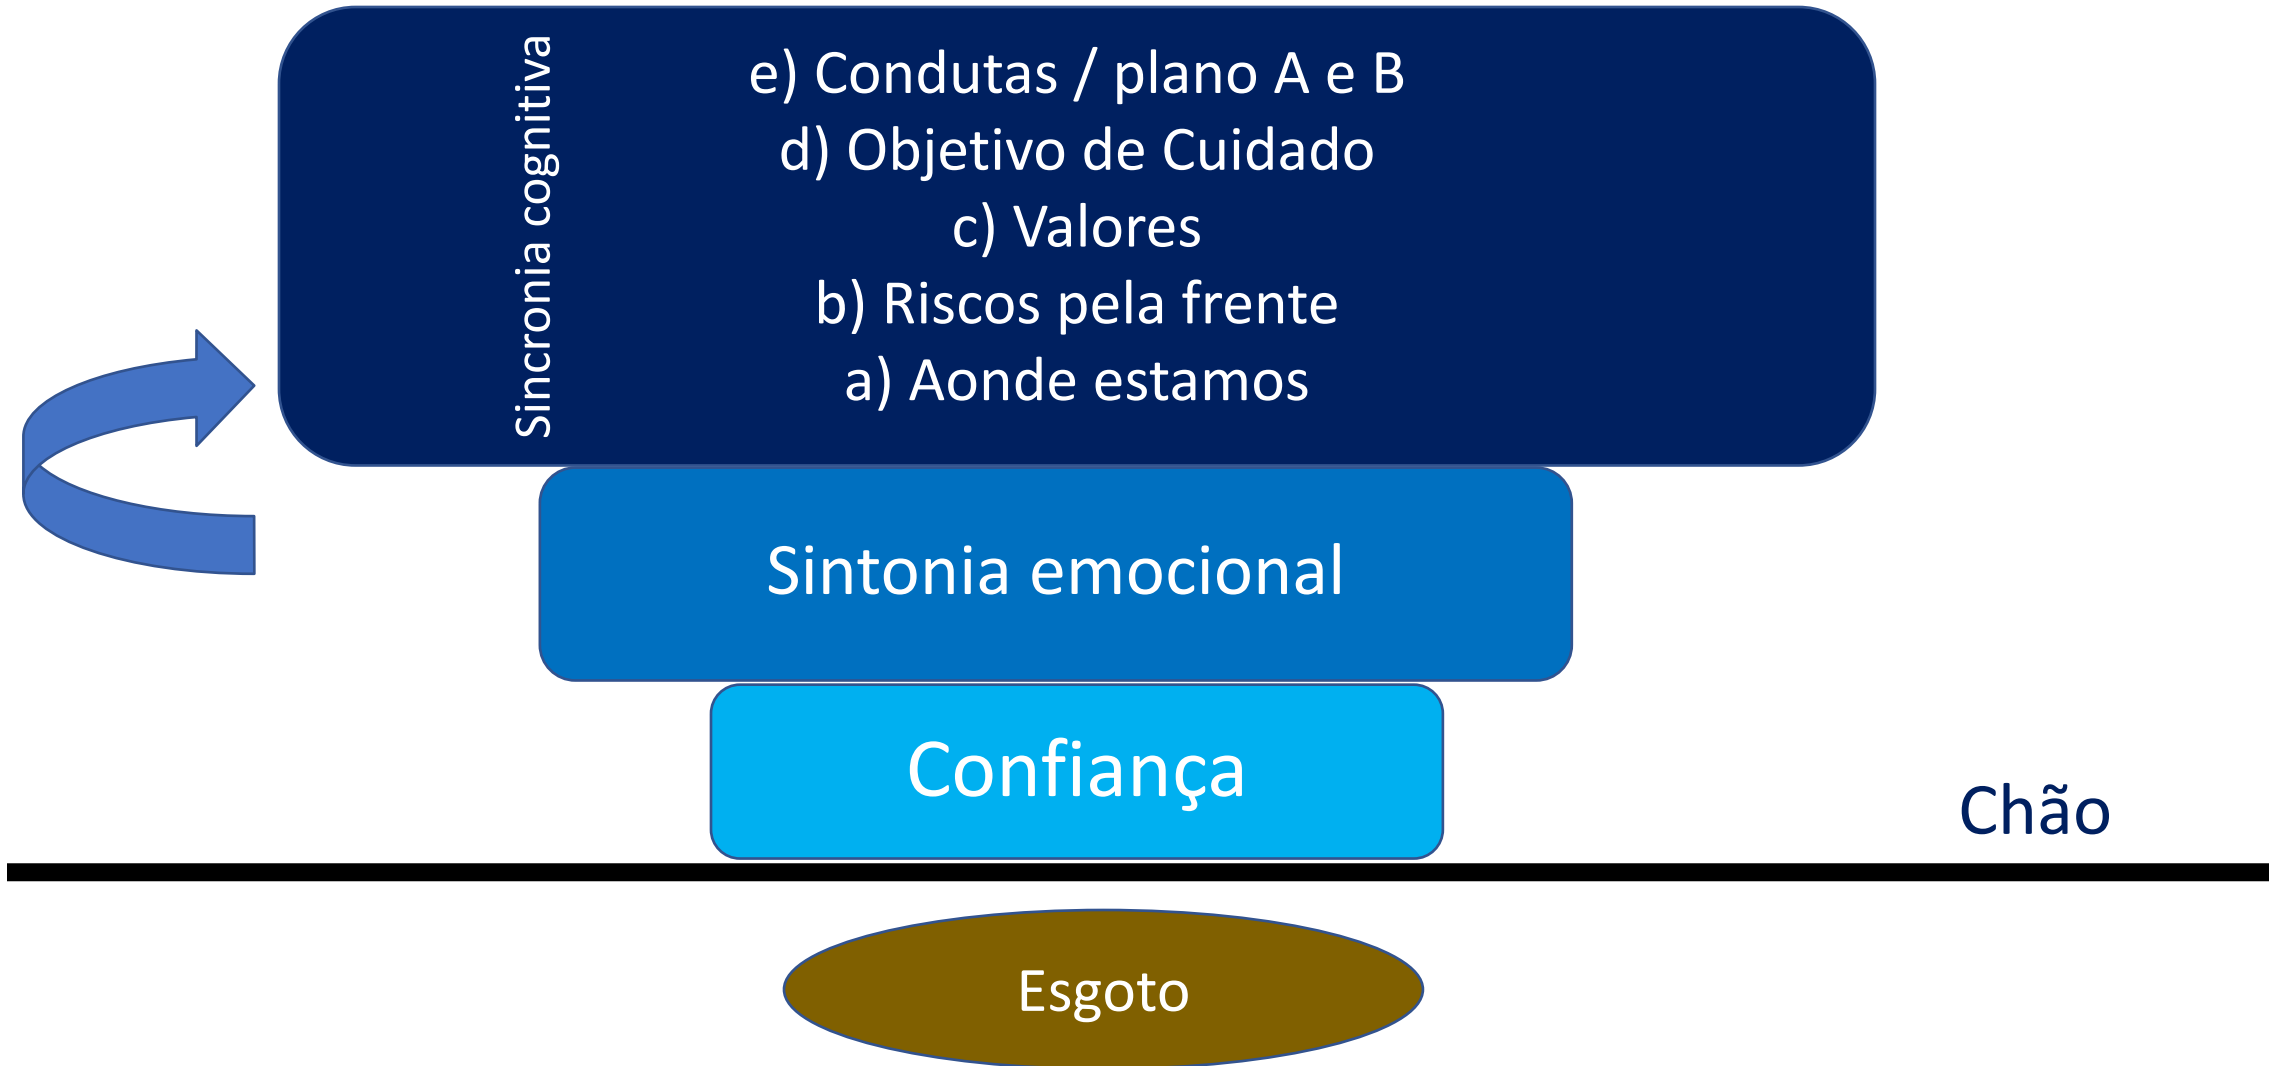 Sincronia cognitiva
e) Condutas / plano A e B
d) Objetivo de Cuidado
c) Valores
b) Riscos pela frente
a) Aonde estamos
Sintonia emocional
Confiança
Chão
Esgoto